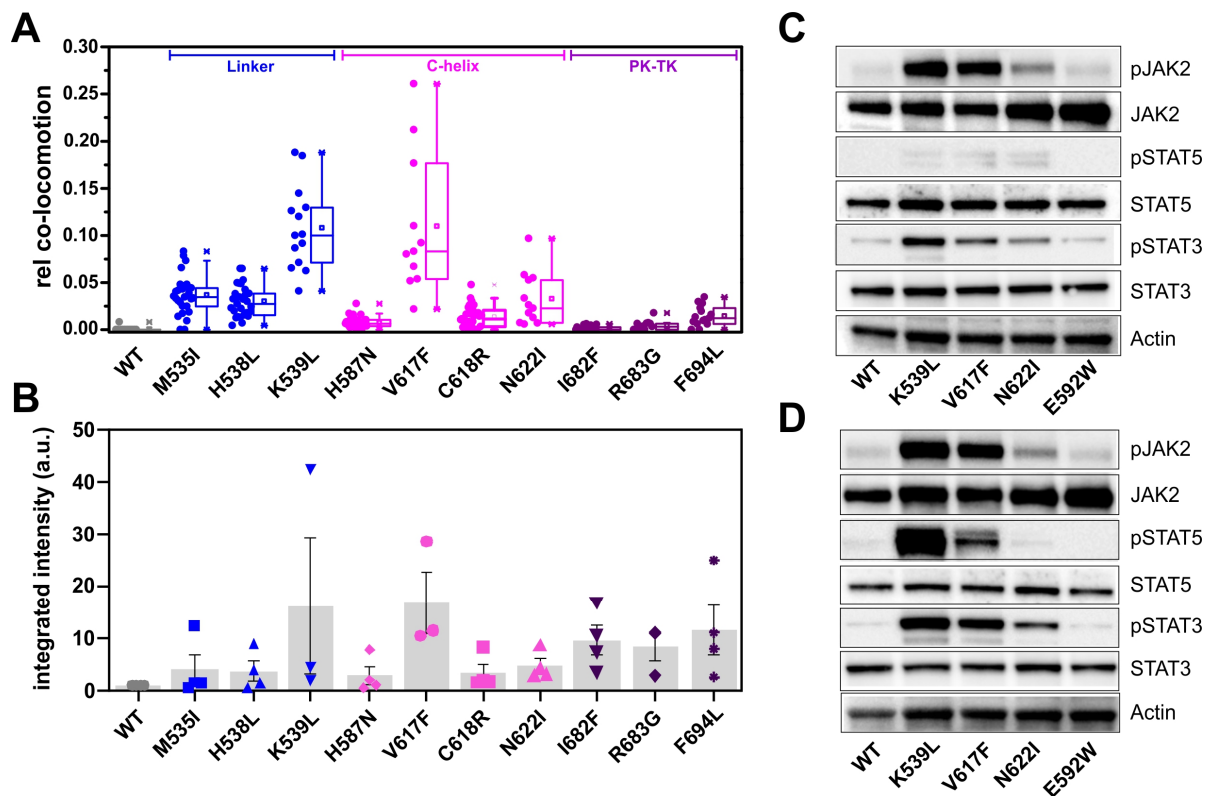 A
rel co-locomotion
0.30
0.25
0.20
0.15
0.10
0.05
0.00
Linker
C-helix
PK-TK
WT
M535I
H538L
K539L
H587N
V617F
C618R
N622I
I682F
R683G
F694L
B
integrated intensity (a.u.)
50
40
30
20
10
0
WT
M535I
H538L
K539L
H587N
V617F
C618R
N622I
I682F
R683G
F694L
C
pJAK2
JAK2
pSTAT5
STAT5
pSTAT3
STAT3
Actin
WT
K539L
V617F
N622I
E592W
D
pJAK2
JAK2
pSTAT5
STAT5
pSTAT3
STAT3
Actin
WT
K539L
V617F
N622I
E592W